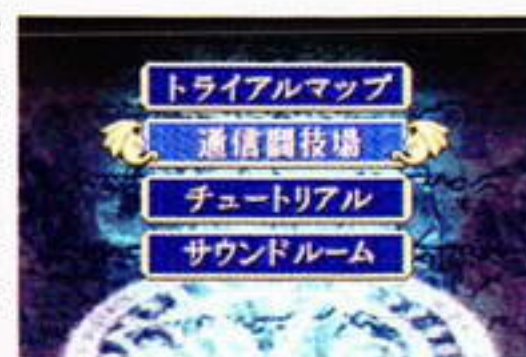 トライアルマップ
通信闘技場
チュートリアル
サウンドルーム